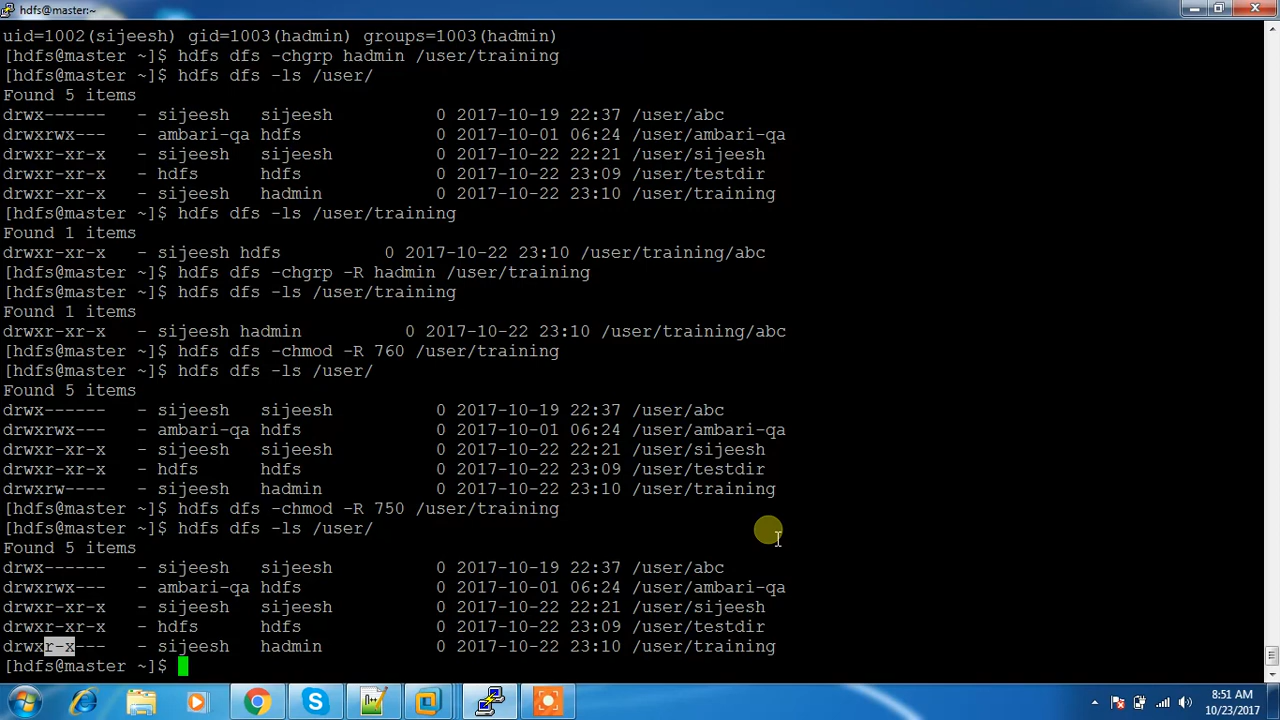 hdfs@master:~
uid=1002(sijeesh) gid=1003(hadmin) groups=1003(hadmin)
[hdfs@master ~]$ hdfs dfs -chgrp hadmin /user/training
[hdfs@master ~]$ hdfs dfs -ls /user/
Found 5 items
drwx------   - sijeesh   sijeesh          0 2017-10-19 22:37 /user/abc
drwxrwx---   - ambari-qa hdfs             0 2017-10-01 06:24 /user/ambari-qa
drwxr-xr-x   - sijeesh   sijeesh          0 2017-10-22 22:21 /user/sijeesh
drwxr-xr-x   - hdfs      hdfs             0 2017-10-22 23:09 /user/testdir
drwxr-xr-x   - sijeesh   hadmin           0 2017-10-22 23:10 /user/training
[hdfs@master ~]$ hdfs dfs -ls /user/training
Found 1 items
drwxr-xr-x   - sijeesh hdfs          0 2017-10-22 23:10 /user/training/abc
[hdfs@master ~]$ hdfs dfs -chgrp -R hadmin /user/training
[hdfs@master ~]$ hdfs dfs -ls /user/training
Found 1 items
drwxr-xr-x   - sijeesh hadmin          0 2017-10-22 23:10 /user/training/abc
[hdfs@master ~]$ hdfs dfs -chmod -R 760 /user/training
[hdfs@master ~]$ hdfs dfs -ls /user/
Found 5 items
drwx------   - sijeesh   sijeesh          0 2017-10-19 22:37 /user/abc
drwxrwx---   - ambari-qa hdfs             0 2017-10-01 06:24 /user/ambari-qa
drwxr-xr-x   - sijeesh   sijeesh          0 2017-10-22 22:21 /user/sijeesh
drwxr-xr-x   - hdfs      hdfs             0 2017-10-22 23:09 /user/testdir
drwxrw----   - sijeesh   hadmin           0 2017-10-22 23:10 /user/training
[hdfs@master ~]$ hdfs dfs -chmod -R 750 /user/training
[hdfs@master ~]$ hdfs dfs -ls /user/
Found 5 items
drwx------   - sijeesh   sijeesh          0 2017-10-19 22:37 /user/abc
drwxrwx---   - ambari-qa hdfs             0 2017-10-01 06:24 /user/ambari-qa
drwxr-xr-x   - sijeesh   sijeesh          0 2017-10-22 22:21 /user/sijeesh
drwxr-xr-x   - hdfs      hdfs             0 2017-10-22 23:09 /user/testdir
drwxr-x---   - sijeesh   hadmin           0 2017-10-22 23:10 /user/training
[hdfs@master ~]$
8:51 AM
10/23/2017